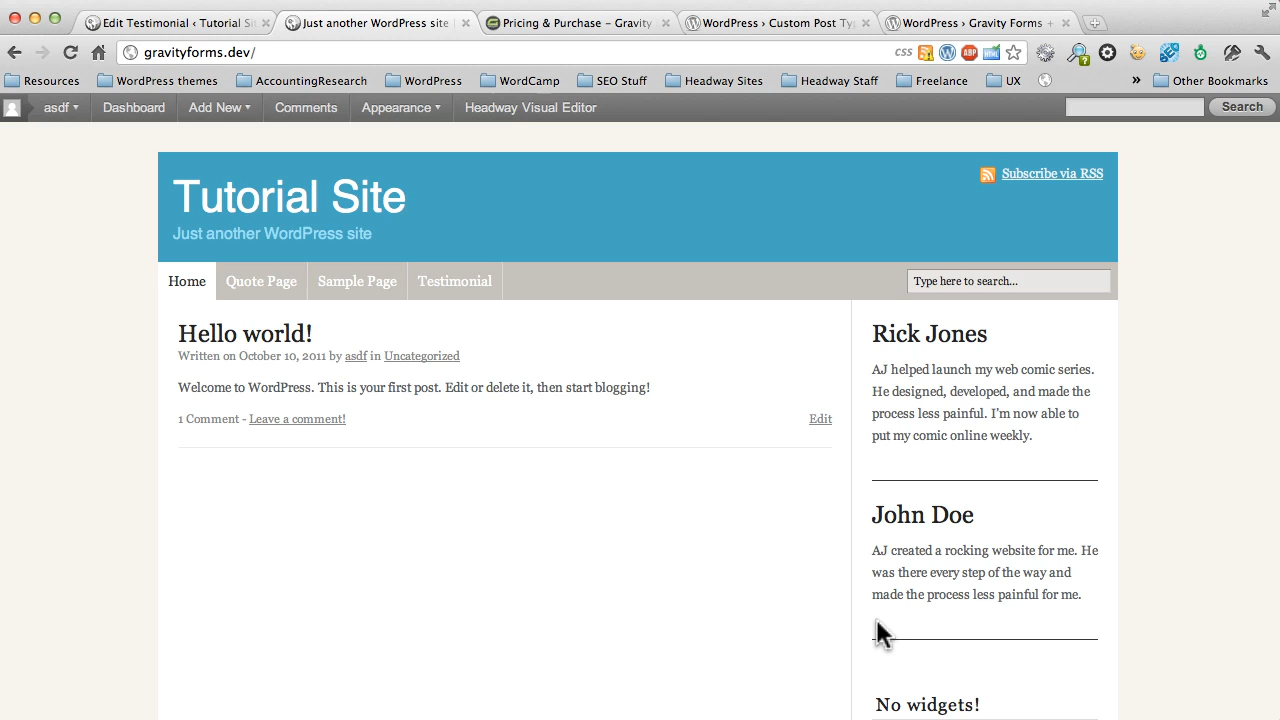 Edit Testimonial ‹ Tutorial Sit
Just another WordPress site
Pricing & Purchase – Gravity
WordPress › Custom Post Typ
WordPress › Gravity Forms +
gravityforms.dev/
CSS
ABP
Resources
WordPress themes
AccountingResearch
WordPress
WordCamp
SEO Stuff
Headway Sites
Headway Staff
Freelance
UX
»
Other Bookmarks
asdf
Dashboard
Add New
Comments
Appearance
Headway Visual Editor
Search
Tutorial Site
Just another WordPress site
Subscribe via RSS
Home
Quote Page
Sample Page
Testimonial
Type here to search...
Hello world!
Written on October 10, 2011 by asdf in Uncategorized
Welcome to WordPress. This is your first post. Edit or delete it, then start blogging!
1 Comment - Leave a comment!
Edit
Rick Jones
AJ helped launch my web comic series.
He designed, developed, and made the
process less painful. I'm now able to
put my comic online weekly.
John Doe
AJ created a rocking website for me. He
was there every step of the way and
made the process less painful for me.
No widgets!